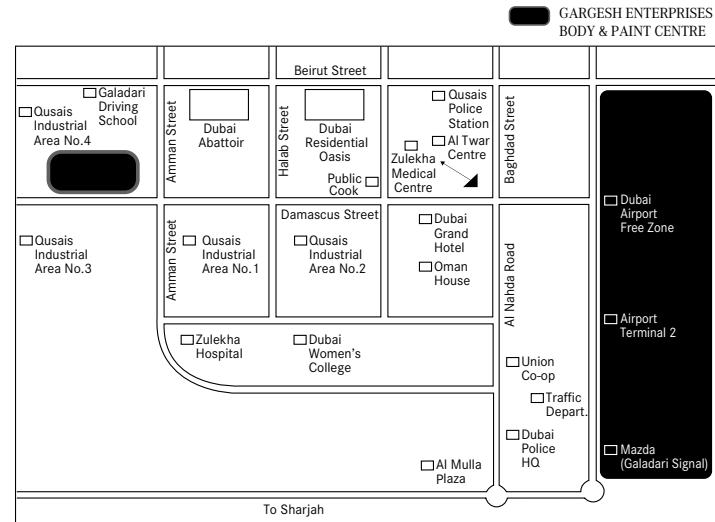 GARGESH ENTERPRISES
BODY & PAINT CENTRE
Beirut Street
Galadari
Driving
School
Qusais
Industrial
Area No.4
Amman Street
Dubai
Abattoir
Halab Street
Dubai
Residential
Oasis
Public
Cook
Qusais
Police
Station
Al Twar
Centre
Zulekha
Medical
Centre
Baghdad Street
Dubai
Airport
Free Zone
Damascus Street
Qusais
Industrial
Area No.3
Amman Street
Qusais
Industrial
Area No.1
Qusais
Industrial
Area No.2
Dubai
Grand
Hotel
Oman
House
Al Nahda Road
Airport
Terminal 2
Zulekha
Hospital
Dubai
Women's
College
Union
Co-op
Traffic
Depart.
Dubai
Police
HQ
Mazda
(Galadari Signal)
Al Mulla
Plaza
To Sharjah